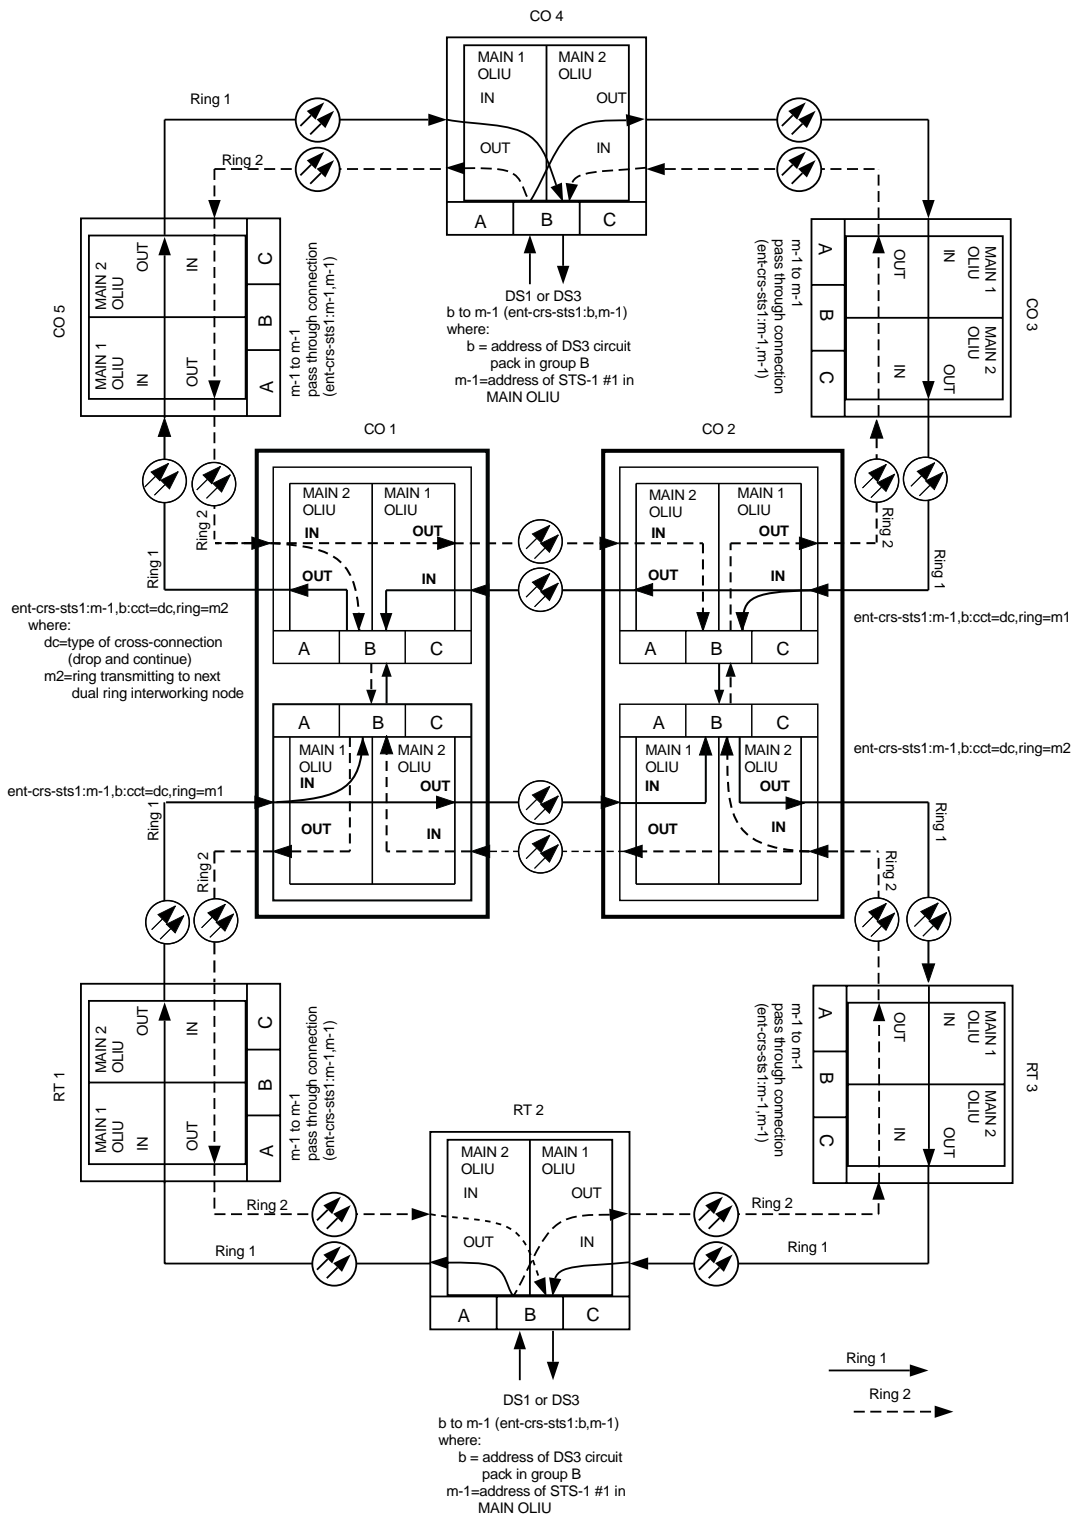 CO 4
MAIN 1
OLIU
MAIN 2
OLIU
IN
OUT
OUT
IN
A
B
C
Ring 1
Ring 2
DS1 or DS3
b to m-1 (ent-crs-sts1:b,m-1)
where:
b = address of DS3 circuit
pack in group B
m-1=address of STS-1 #1 in
MAIN OLIU
CO 5
MAIN 2
OLIU
OUT
IN
MAIN 1
OLIU
IN
OUT
C
B
A
m-1 to m-1
pass through connection
(ent-crs-sts1:m-1,m-1)
m-1 to m-1
pass through connection
(ent-crs-sts1:m-1,m-1)
A
B
C
OUT
IN
MAIN 1
OLIU
IN
OUT
MAIN 2
OLIU
CO 3
CO 1
MAIN 2
OLIU
MAIN 1
OLIU
IN
OUT
OUT
IN
A
B
C
CO 2
MAIN 2
OLIU
MAIN 1
OLIU
IN
OUT
OUT
IN
A
B
C
Ring 2
Ring 1
Ring 2
Ring 1
ent-crs-sts1:m-1,b:cct=dc,ring=m2
where:
dc=type of cross-connection
(drop and continue)
m2=ring transmitting to next
dual ring interworking node
ent-crs-sts1:m-1,b:cct=dc,ring=m1
A
B
C
MAIN 1
OLIU
MAIN 2
OLIU
IN
OUT
OUT
IN
A
B
C
MAIN 1
OLIU
MAIN 2
OLIU
IN
OUT
OUT
IN
ent-crs-sts1:m-1,b:cct=dc,ring=m2
ent-crs-sts1:m-1,b:cct=dc,ring=m1
Ring 1
Ring 2
Ring 1
Ring 2
RT 1
MAIN 2
OLIU
OUT
IN
MAIN 1
OLIU
IN
OUT
C
B
A
m-1 to m-1
pass through connection
(ent-crs-sts1:m-1,m-1)
m-1 to m-1
pass through connection
(ent-crs-sts1:m-1,m-1)
A
B
C
OUT
IN
MAIN 1
OLIU
IN
OUT
MAIN 2
OLIU
RT 3
RT 2
MAIN 2
OLIU
MAIN 1
OLIU
IN
OUT
OUT
IN
A
B
C
Ring 2
Ring 1
Ring 2
Ring 1
DS1 or DS3
b to m-1 (ent-crs-sts1:b,m-1)
where:
b = address of DS3 circuit
pack in group B
m-1=address of STS-1 #1 in
MAIN OLIU
Ring 1
Ring 2